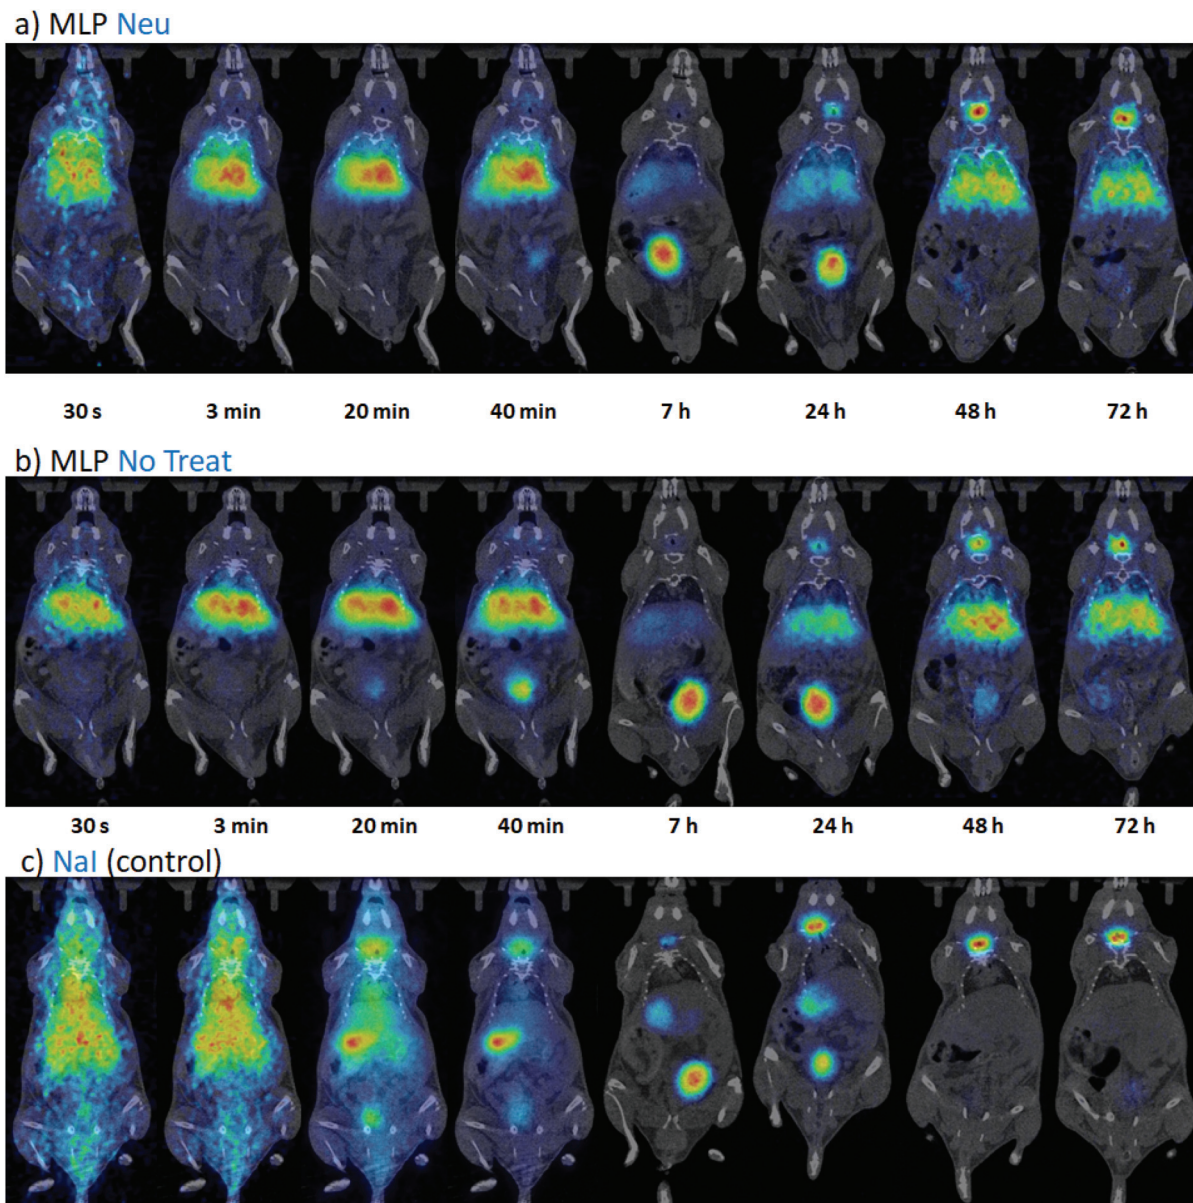 a) MLP Neu
30 s 3 min 20 min 40 min 7 h 24 h 48 h 72 h
b) MLP No Treat
30 s 3 min 20 min 40 min 7 h 24 h 48 h 72 h
c) NaI (control)